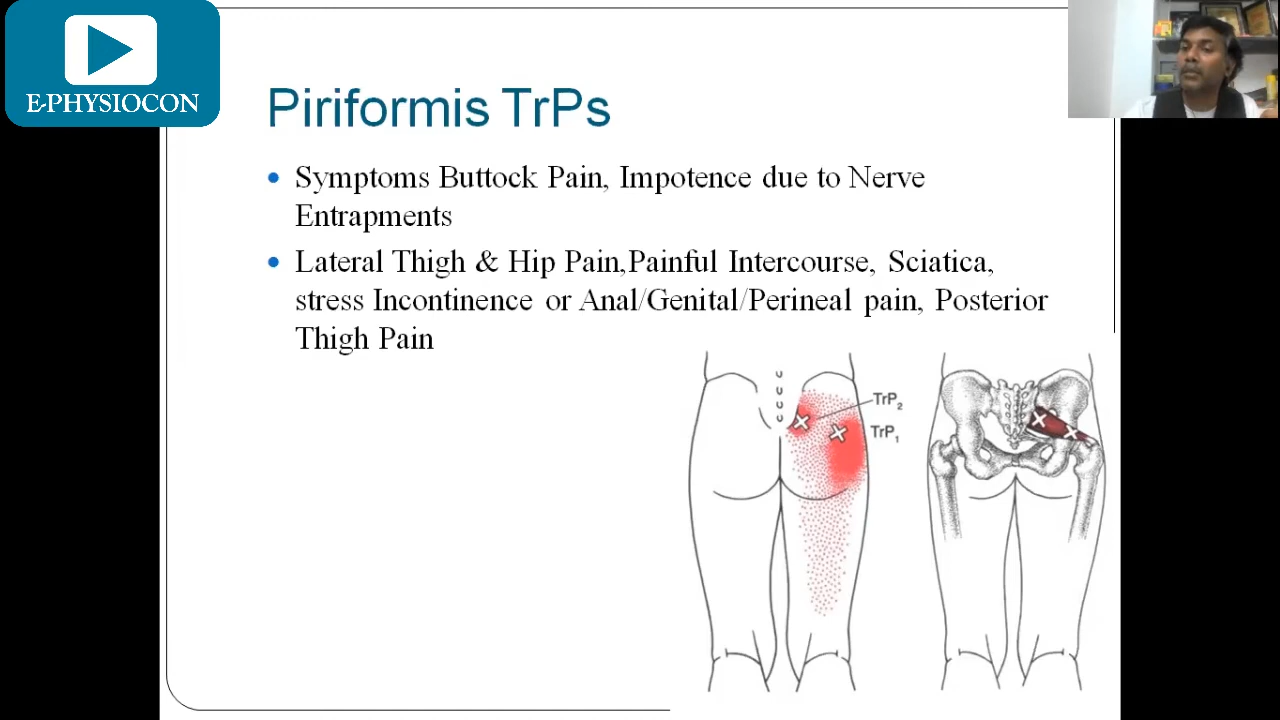 E-PHYSIOCON
Piriformis TrPs
Symptoms Buttock Pain, Impotence due to Nerve
Entrapments
Lateral Thigh & Hip Pain,Painful Intercourse, Sciatica,
stress Incontinence or Anal/Genital/Perineal pain, Posterior
Thigh Pain
TrP₂
TrP₁